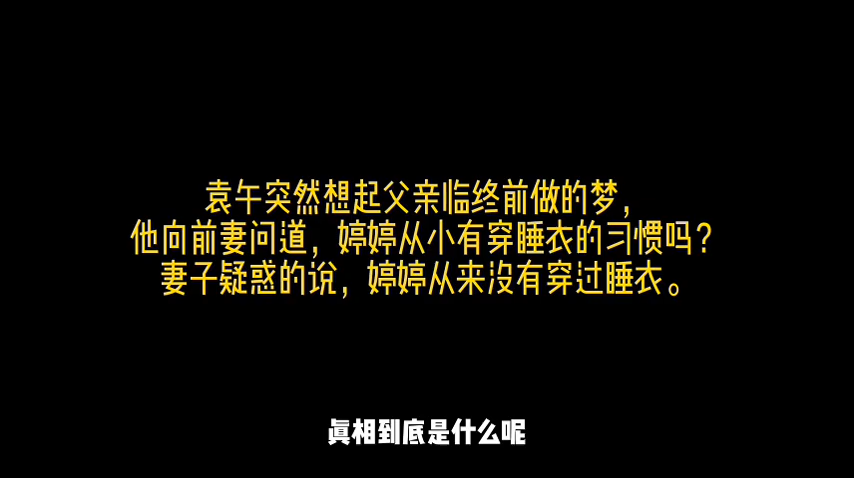 袁午突然想起父亲临终前做的梦，
他向前妻问道，婷婷从小有穿睡衣的习惯吗？
妻子疑惑的说，婷婷从来没有穿过睡衣。
真相到底是什么呢